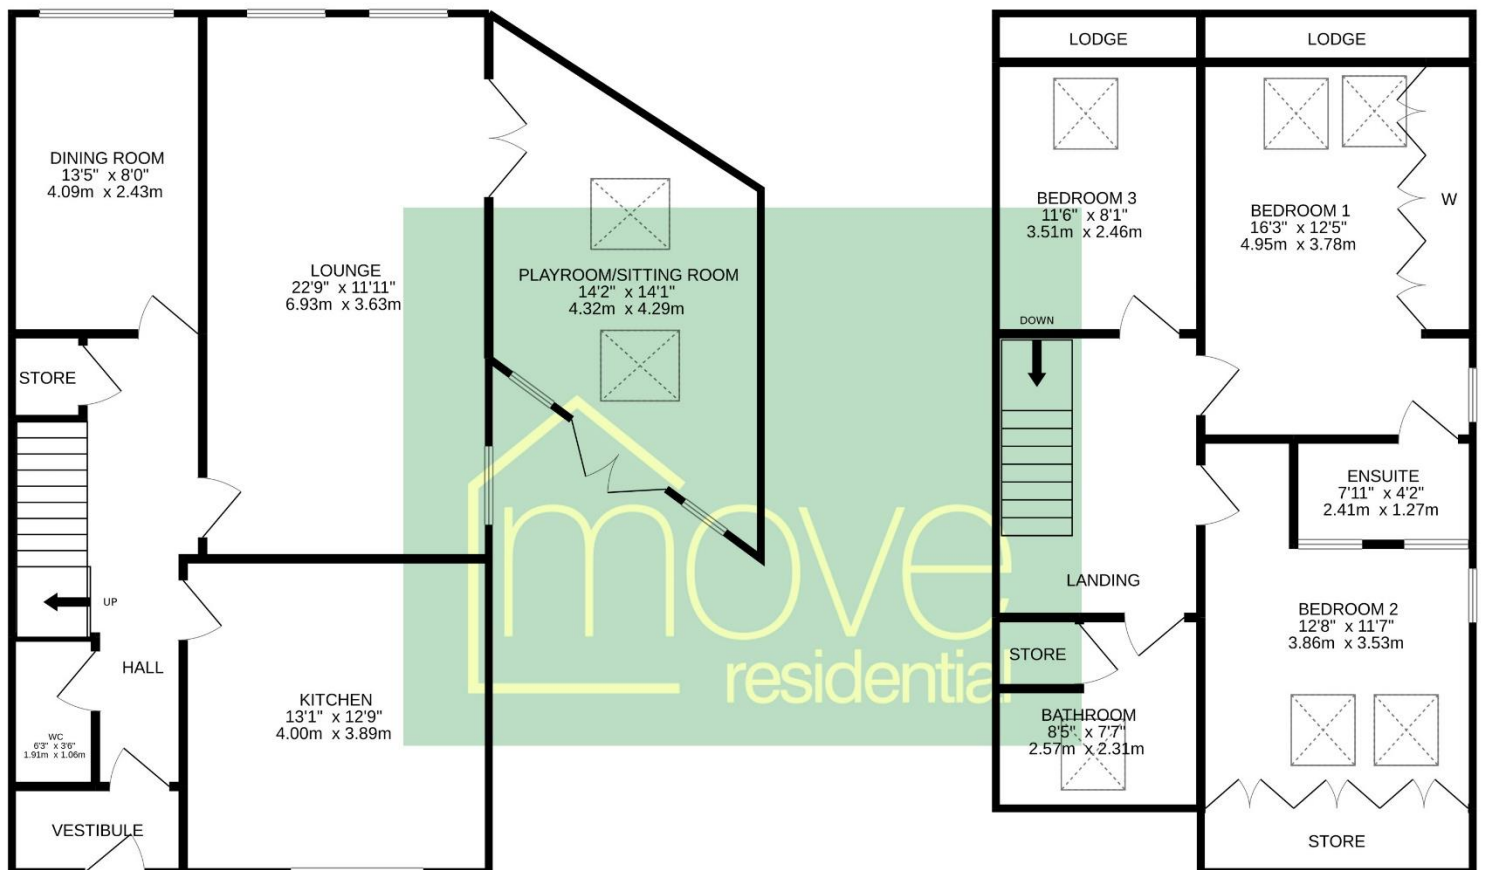 DINING ROOM
13'5" x 8'0"
4.09m x 2.43m
LOUNGE
22'9" x 11'11"
6.93m x 3.63m
PLAYROOM/SITTING ROOM
14'2" x 14'1"
4.32m x 4.29m
STORE
UP
HALL
WC
6'3" x 3'6"
1.91m x 1.06m
VESTIBULE
KITCHEN
13'1" x 12'9"
4.00m x 3.89m
move
residential
LODGE
LODGE
BEDROOM 3
11'6" x 8'1"
3.51m x 2.46m
BEDROOM 1
16'3" x 12'5"
4.95m x 3.78m
W
DOWN
ENSUITE
7'11" x 4'2"
2.41m x 1.27m
LANDING
BEDROOM 2
12'8" x 11'7"
3.86m x 3.53m
STORE
BATHROOM
8'5" x 7'7"
2.57m x 2.31m
STORE